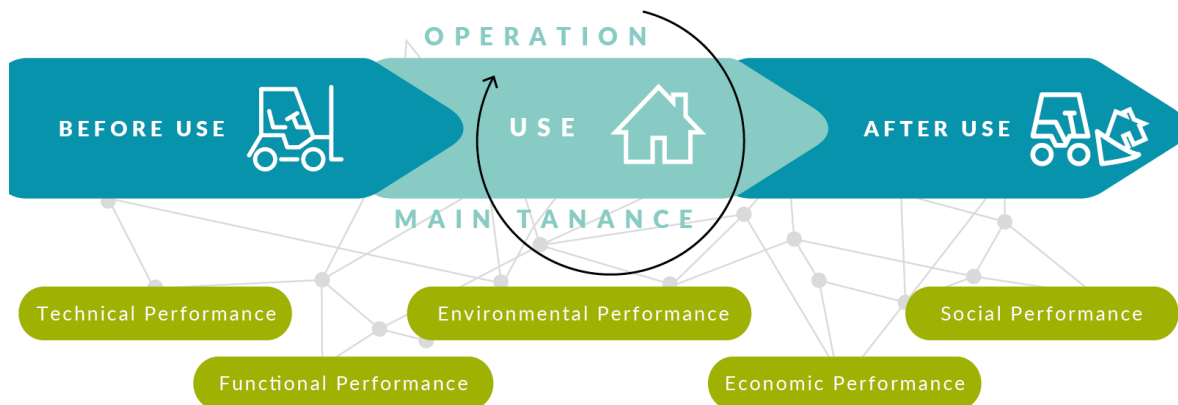 OPERATION
BEFORE USE
USE
AFTER USE
MAIN TANANCE
Technical Performance
Environmental Performance
Social Performance
Functional Performance
Economic Performance